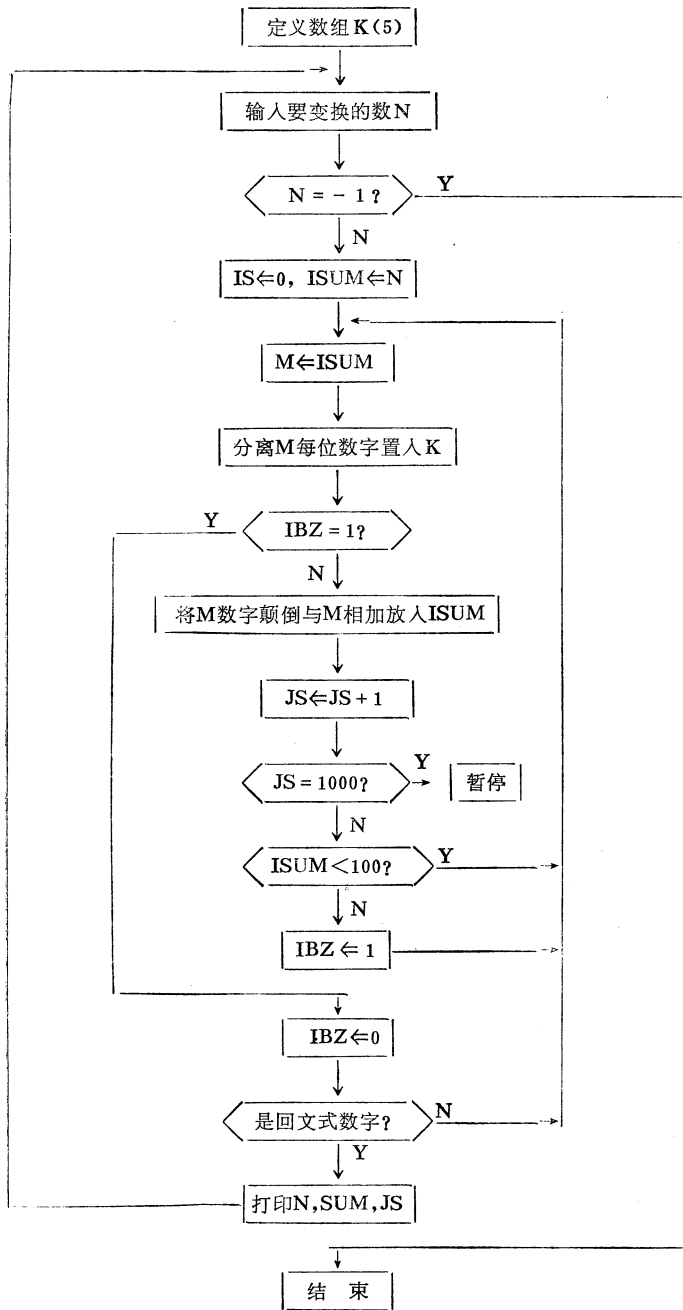 定义数组K(5)
输入要变换的数N
N=-1?
Y
N
IS⇐0, ISUM⇐N
M⇐ISUM
分离M每位数字置入K
Y
IBZ=1?
N
将M数字颠倒与M相加放入ISUM
JS⇐JS+1
JS=1000?
Y
暂停
N
ISUM<100?
Y
N
IBZ⇐1
IBZ⇐0
是回文式数字?
N
Y
打印N,SUM,JS
结 束